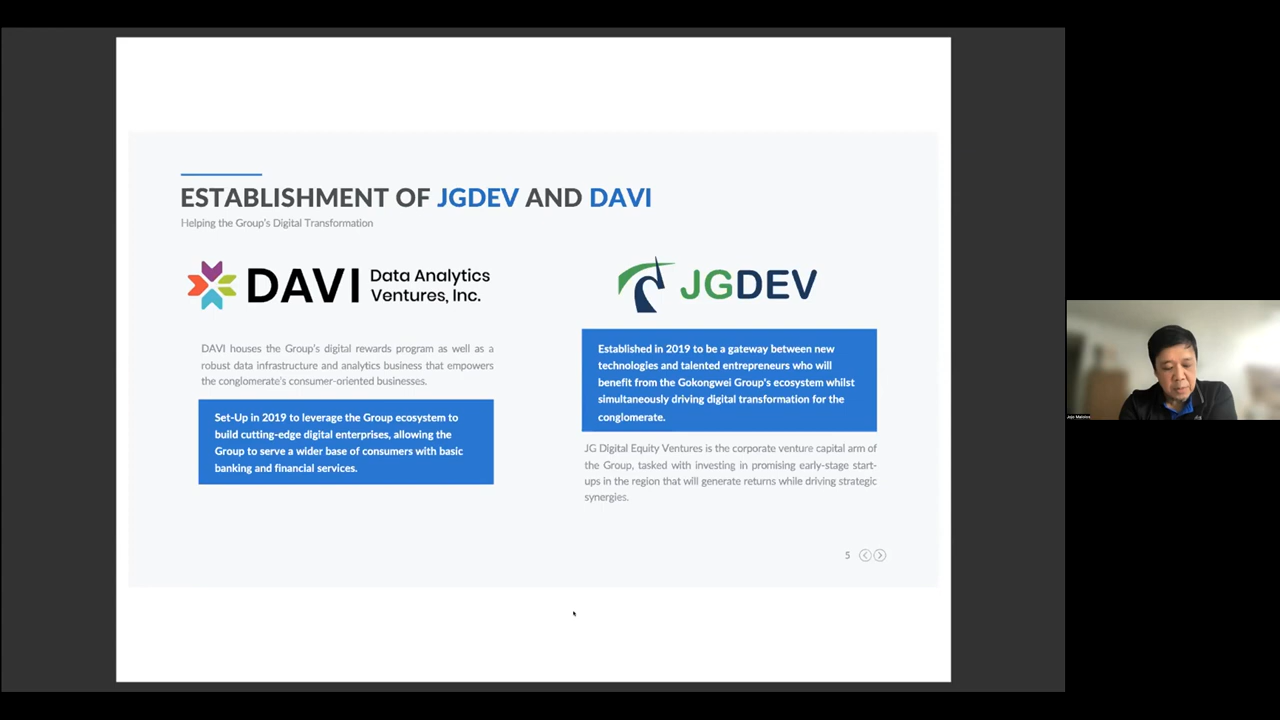 ESTABLISHMENT OF JGDEV AND DAVI
Helping the Group's Digital Transformation
DAVI
Data Analytics
Ventures, Inc.
DAVI houses the Group's digital rewards program as well as a
robust data infrastructure and analytics business that empowers
the conglomerate's consumer-oriented businesses.
Set-Up in 2019 to leverage the Group ecosystem to
build cutting-edge digital enterprises, allowing the
Group to serve a wider base of consumers with basic
banking and financial services.
JGDEV
Established in 2019 to be a gateway between new
technologies and talented entrepreneurs who will
benefit from the Gokongwei Group's ecosystem whilst
simultaneously driving digital transformation for the
conglomerate.
JG Digital Equity Ventures is the corporate venture capital arm of
the Group, tasked with investing in promising early-stage start-
ups in the region that will generate returns while driving strategic
synergies.
5
Jojo Malolos